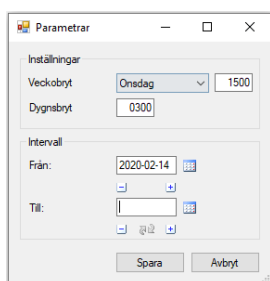 Parametrar
Inställningar
Veckobryt Onsdag 1500
Dygnsbryt 0300
Intervall
Från: 2020-02-14
Till:
Spara Avbryt